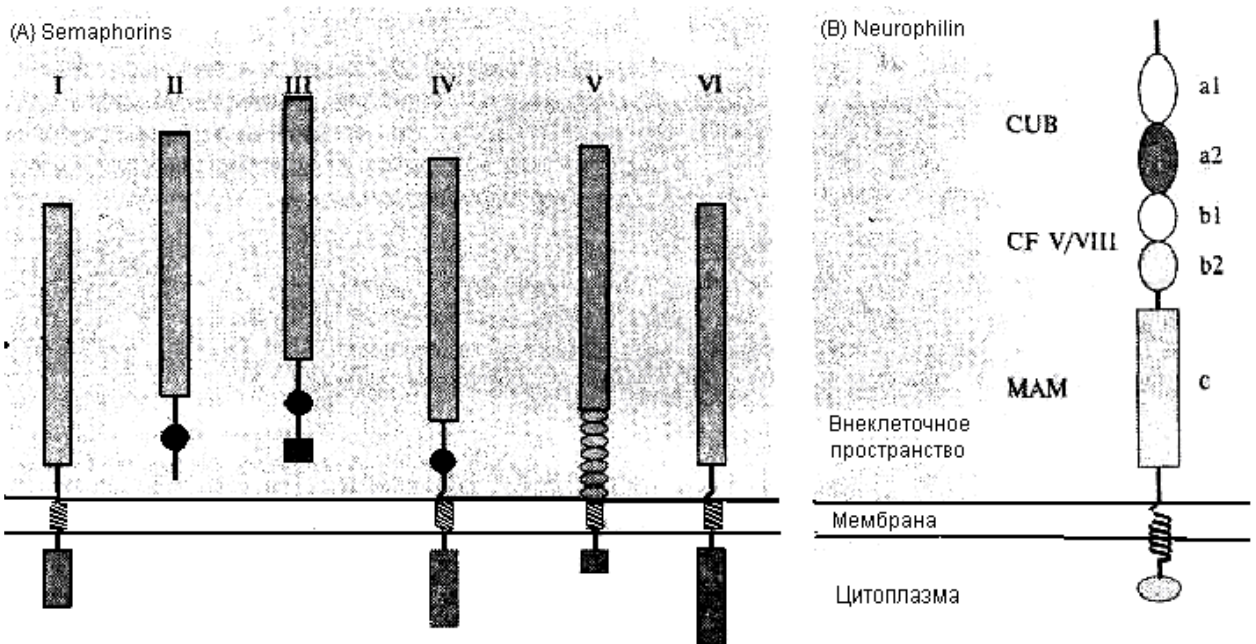 (A) Semaphorins
I II III IV V VI
(B) Neurophilin
a1
CUB
a2
b1
CF V/VIII
b2
MAM
c
Внеклеточное
пространство
Мембрана
Цитоплазма